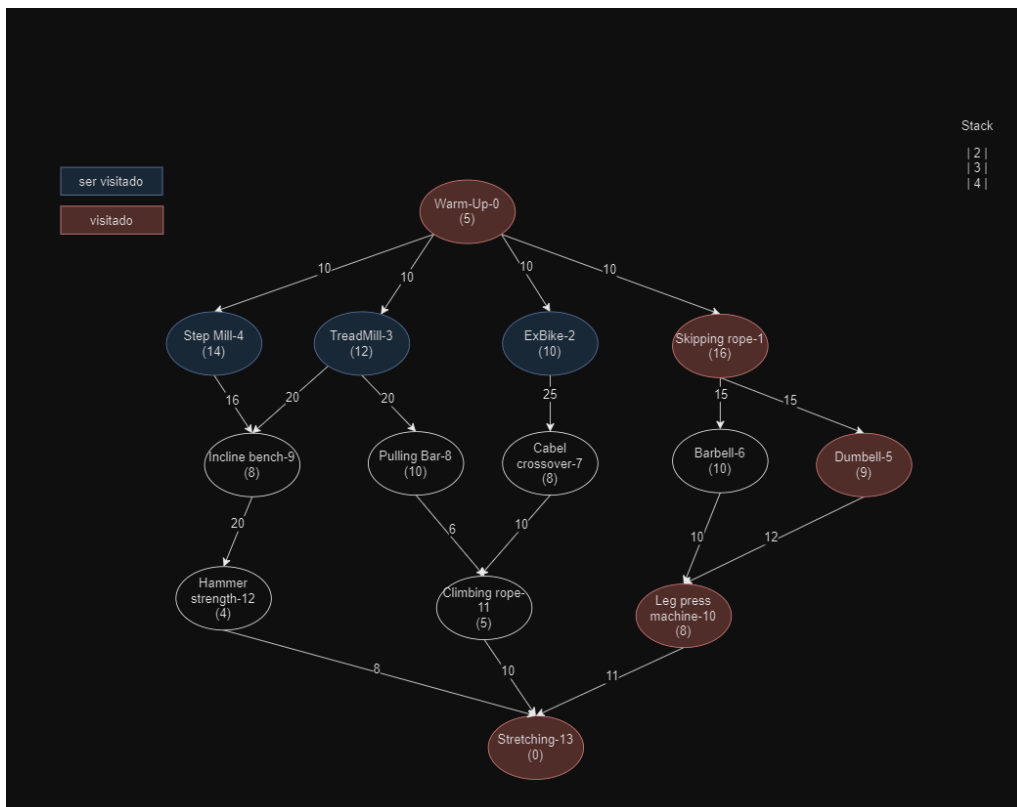 Stack
| 2 |
| 3 |
| 4 |
ser visitado
visitado
Warm-Up-0
(5)
10
10
10
10
Step Mill-4
(14)
TreadMill-3
(12)
ExBike-2
(10)
Skipping rope-1
(16)
16
20
20
25
15
15
Incline bench-9
(8)
Pulling Bar-8
(10)
Cabel
crossover-7
(8)
Barbell-6
(10)
Dumbell-5
(9)
20
6
10
10
12
Hammer
strength-12
(4)
Climbing rope-
11
(5)
Leg press
machine-10
(8)
8
10
11
Stretching-13
(0)